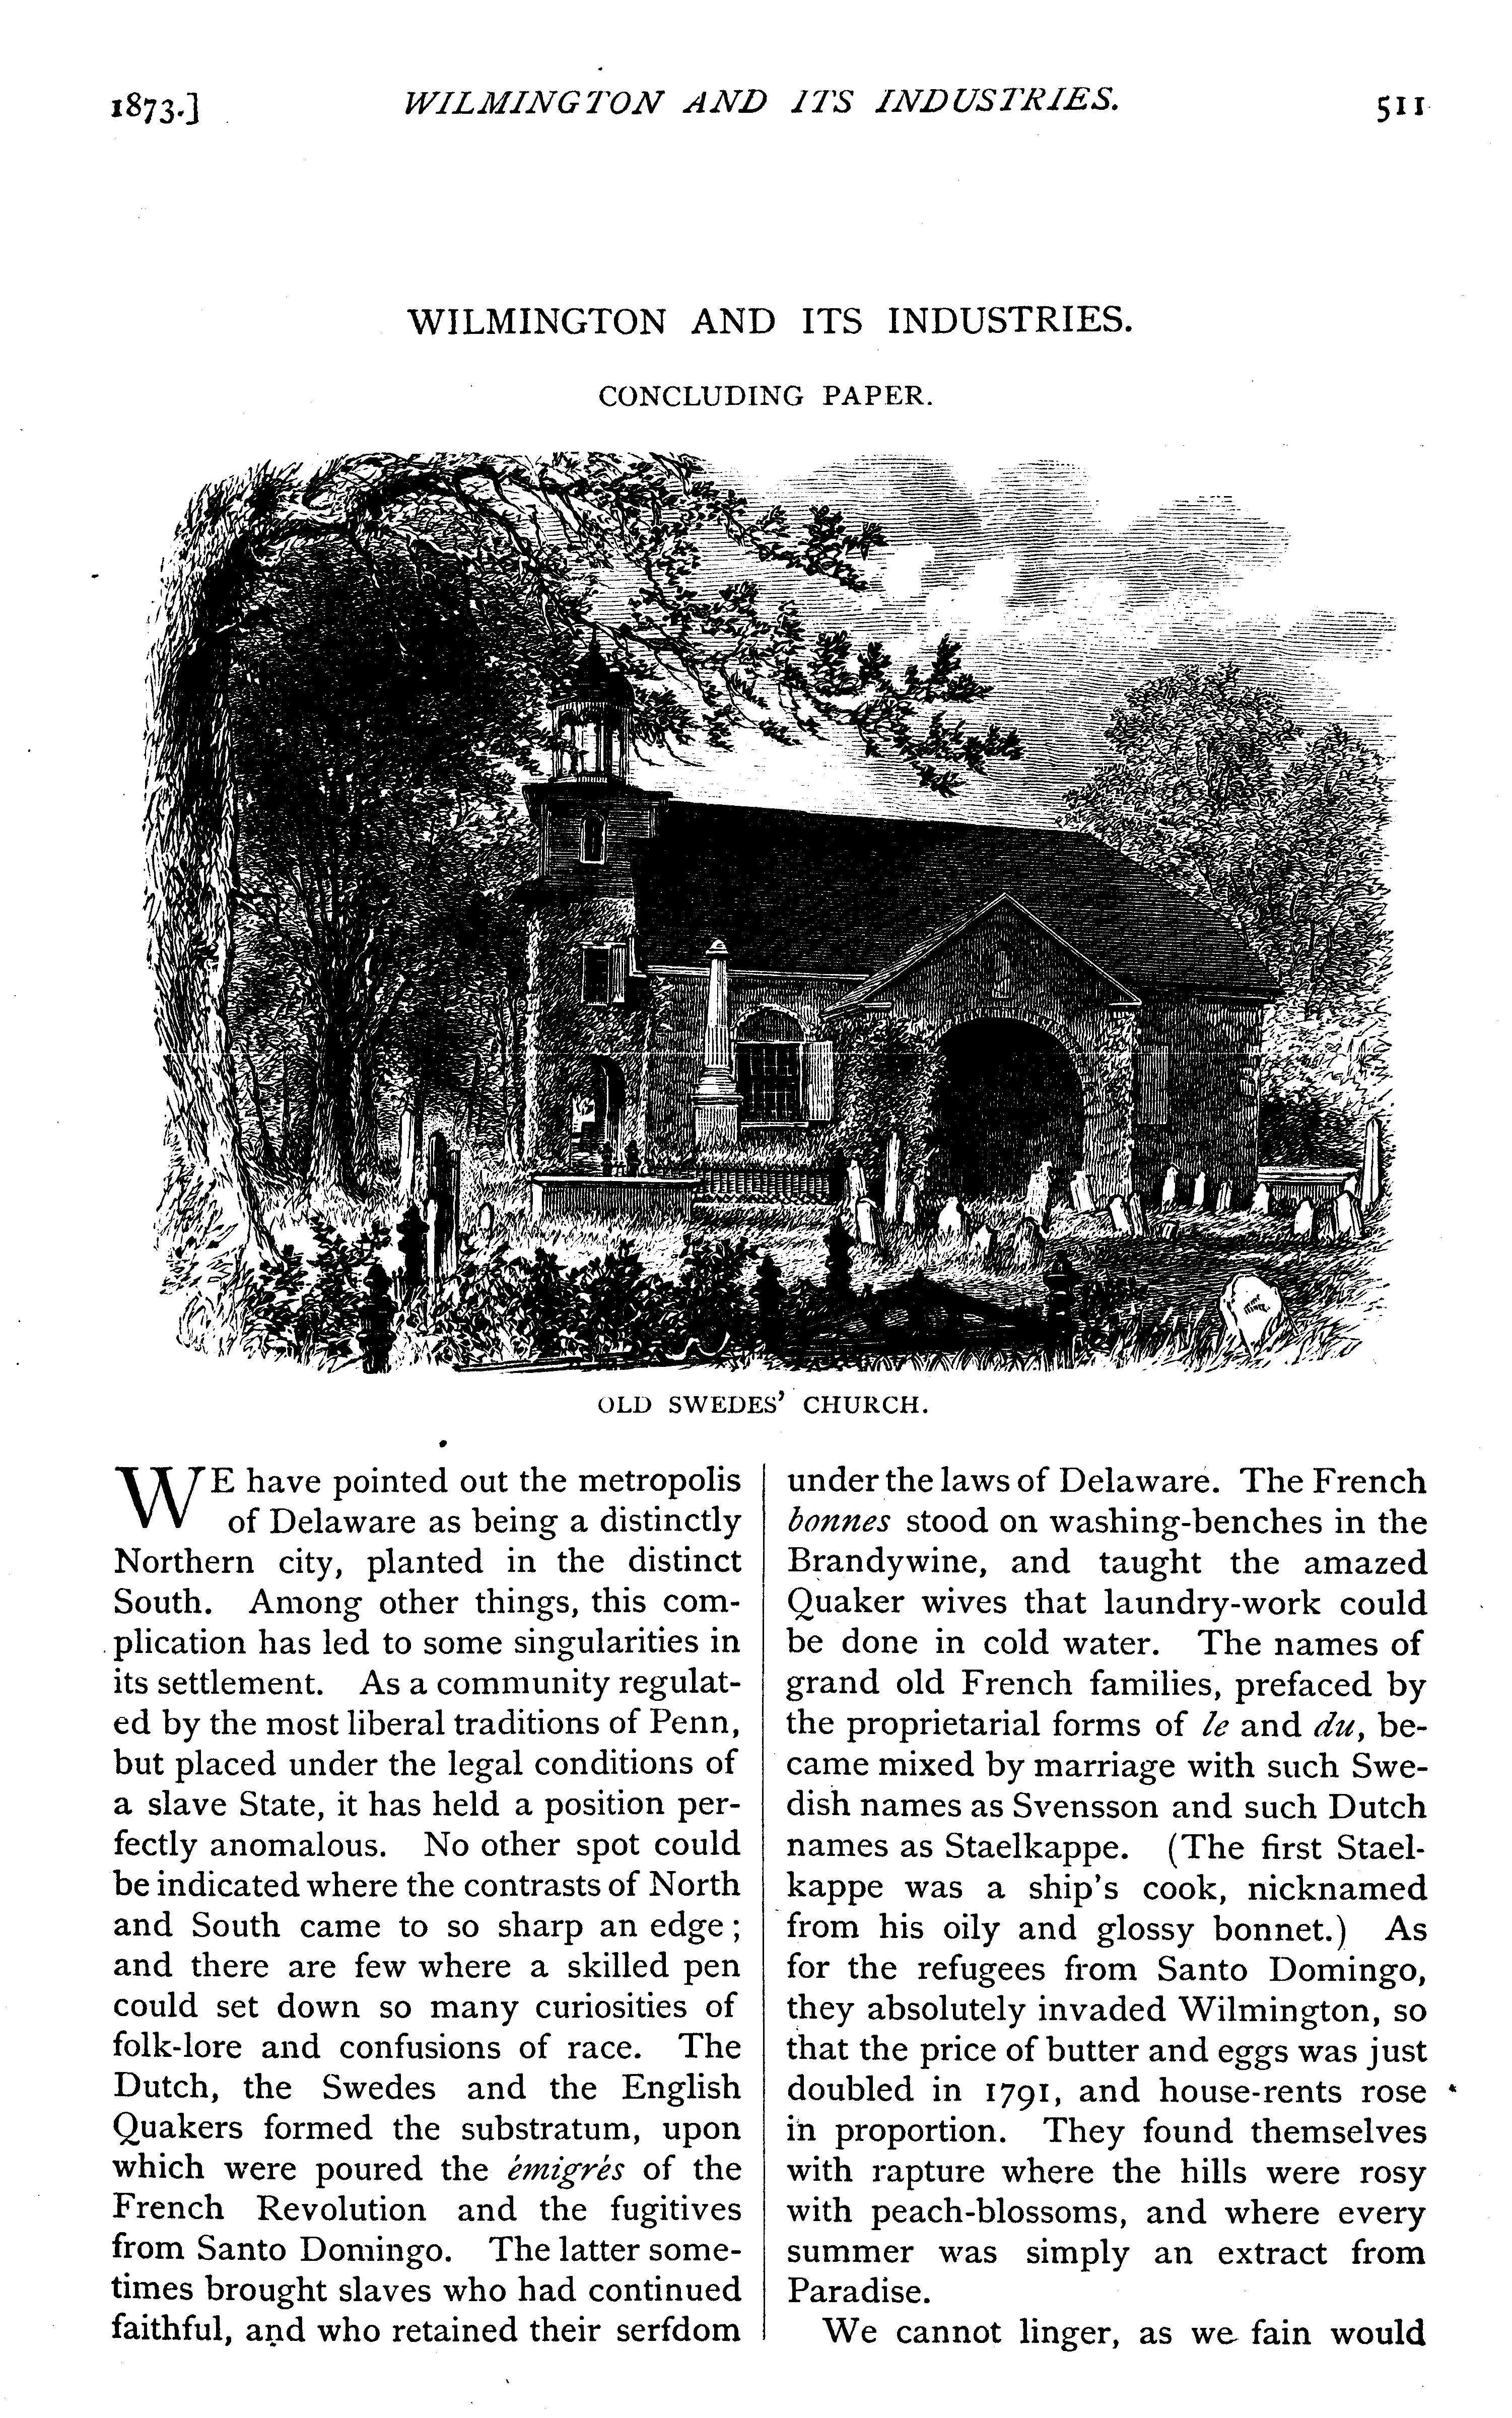 1873.]
WILMINGTON AND ITS INDUSTRIES.
511
WILMINGTON AND ITS INDUSTRIES.
CONCLUDING PAPER.
OLD SWEDES' CHURCH.
WE have pointed out the metropolis
of Delaware as being a distinctly
Northern city, planted in the distinct
South. Among other things, this com-
plication has led to some singularities in
its settlement. As a community regulat-
ed by the most liberal traditions of Penn,
but placed under the legal conditions of
a slave State, it has held a position per-
fectly anomalous. No other spot could
be indicated where the contrasts of North
and South came to so sharp an edge;
and there are few where a skilled pen
could set down so many curiosities of
folk-lore and confusions of race. The
Dutch, the Swedes and the English
Quakers formed the substratum, upon
which were poured the émigrés of the
French Revolution and the fugitives
from Santo Domingo. The latter some-
times brought slaves who had continued
faithful, and who retained their serfdom
under the laws of Delaware. The French
bonnes stood on washing-benches in the
Brandywine, and taught the amazed
Quaker wives that laundry-work could
be done in cold water. The names of
grand old French families, prefaced by
the proprietarial forms of le and du, be-
came mixed by marriage with such Swe-
dish names as Svensson and such Dutch
names as Staelkappe. (The first Stael-
kappe was a ship's cook, nicknamed
from his oily and glossy bonnet.) As
for the refugees from Santo Domingo,
they absolutely invaded Wilmington, so
that the price of butter and eggs was just
doubled in 1791, and house-rents rose
in proportion. They found themselves
with rapture where the hills were rosy
with peach-blossoms, and where every
summer was simply an extract from
Paradise.
We cannot linger, as we fain would